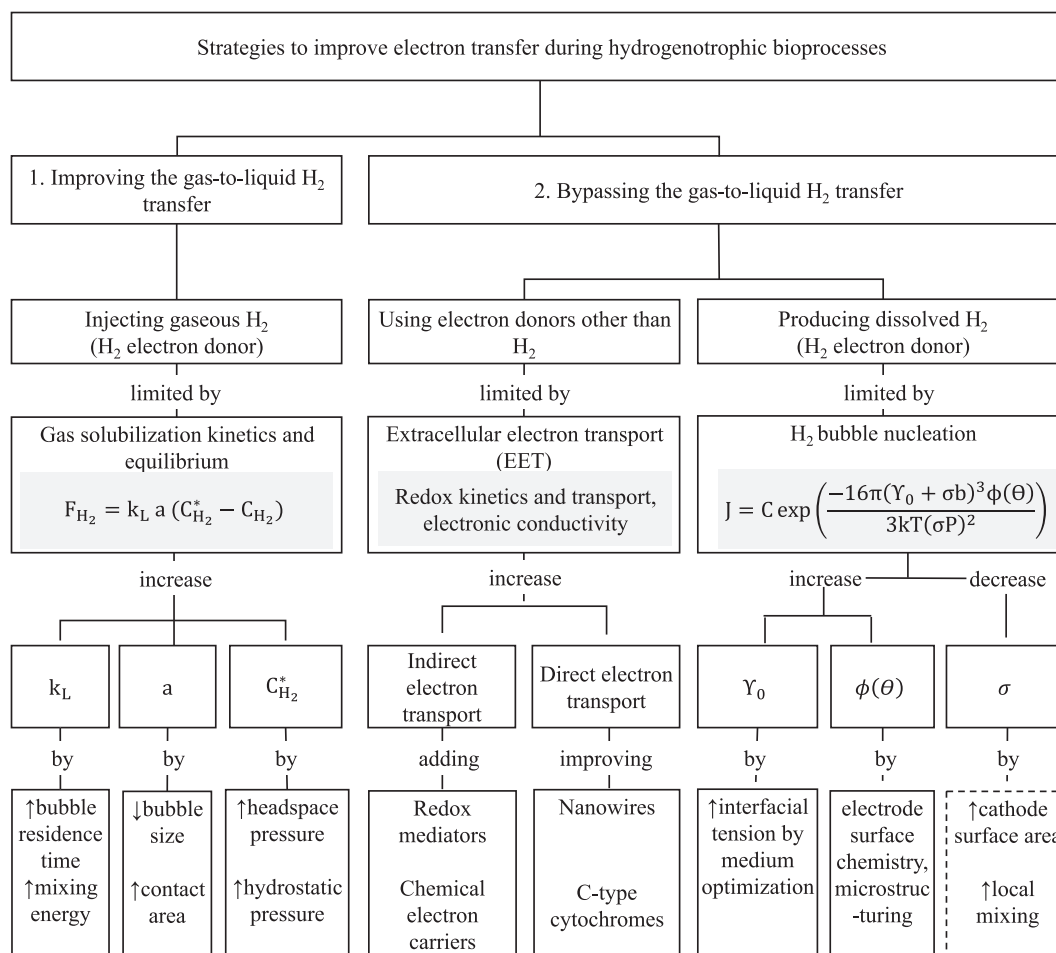 Strategies to improve electron transfer during hydrogenotrophic bioprocesses
1. Improving the gas-to-liquid H₂
transfer
2. Bypassing the gas-to-liquid H₂ transfer
Injecting gaseous H₂
(H₂ electron donor)
Using electron donors other than
H₂
Producing dissolved H₂
(H₂ electron donor)
limited by
limited by
limited by
Gas solubilization kinetics and
equilibrium
F_H₂ = k_L a (C*_H₂ − C_H₂)
Extracellular electron transport
(EET)
Redox kinetics and transport,
electronic conductivity
H₂ bubble nucleation
J = C exp(−16π(ϒ₀ + σb)³ϕ(Θ) / 3kT(σP)²)
increase
increase
increase
decrease
k_L
a
C*_H₂
Indirect
electron
transport
Direct electron
transport
ϒ₀
ϕ(Θ)
σ
by
by
by
adding
improving
by
by
by
↑bubble
residence
time
↑mixing
energy
↓bubble
size
↑contact
area
↑headspace
pressure
↑hydrostatic
pressure
Redox
mediators
Chemical
electron
carriers
Nanowires
C-type
cytochromes
↑interfacial
tension by
medium
optimization
electrode
surface
chemistry,
microstruc
-turing
↑cathode
surface area
↑local
mixing